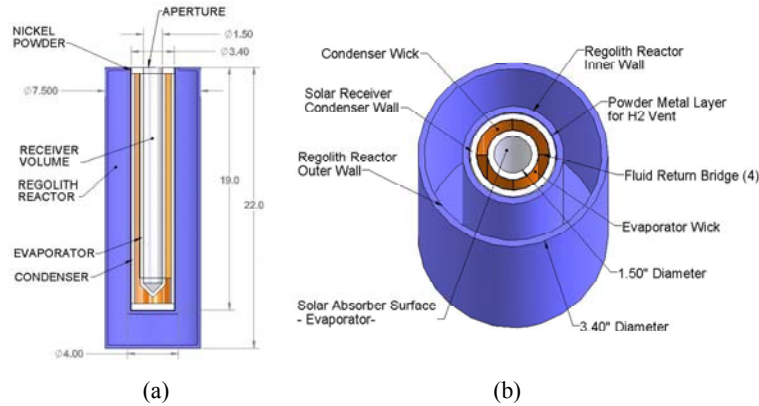 APERTURE
NICKEL
POWDER
Ø1.50
Ø3.40
Ø7.500
RECEIVER
VOLUME
REGOLITH
REACTOR
19.0
22.0
EVAPORATOR
CONDENSER
Ø4.00
(a)
Condenser Wick
Regolith Reactor
Inner Wall
Solar Receiver
Condenser Wall
Powder Metal Layer
for H2 Vent
Regolith Reactor
Outer Wall
Fluid Return Bridge (4)
Evaporator Wick
1.50" Diameter
Solar Absorber Surface
- Evaporator-
3.40" Diameter
(b)